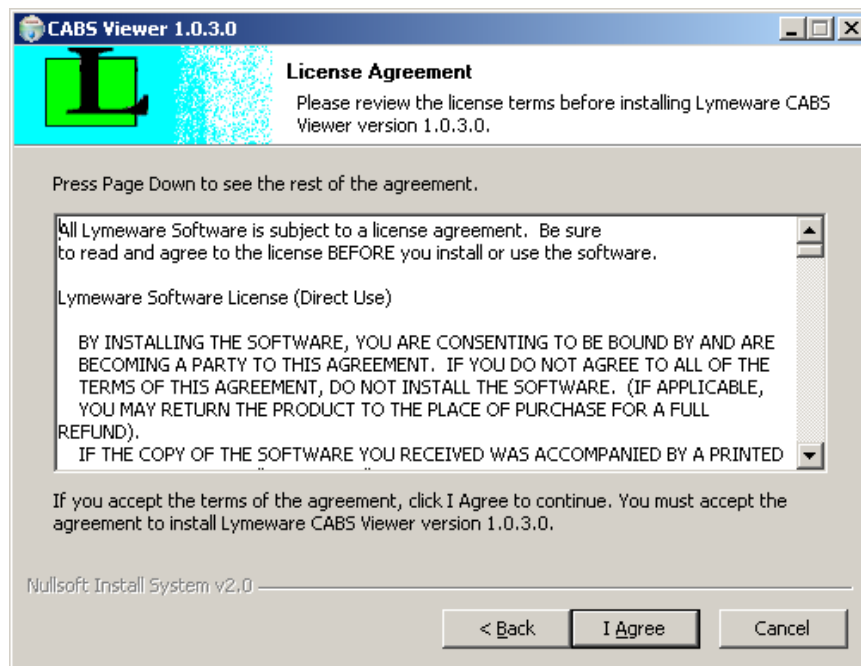 CABS Viewer 1.0.3.0
L
License Agreement
Please review the license terms before installing Lymeware CABS
Viewer version 1.0.3.0.
Press Page Down to see the rest of the agreement.
All Lymeware Software is subject to a license agreement.  Be sure
to read and agree to the license BEFORE you install or use the software.
Lymeware Software License (Direct Use)
BY INSTALLING THE SOFTWARE, YOU ARE CONSENTING TO BE BOUND BY AND ARE
BECOMING A PARTY TO THIS AGREEMENT.  IF YOU DO NOT AGREE TO ALL OF THE
TERMS OF THIS AGREEMENT, DO NOT INSTALL THE SOFTWARE.  (IF APPLICABLE,
YOU MAY RETURN THE PRODUCT TO THE PLACE OF PURCHASE FOR A FULL
REFUND).
IF THE COPY OF THE SOFTWARE YOU RECEIVED WAS ACCOMPANIED BY A PRINTED
If you accept the terms of the agreement, click I Agree to continue. You must accept the
agreement to install Lymeware CABS Viewer version 1.0.3.0.
Nullsoft Install System v2.0
< Back
I Agree
Cancel